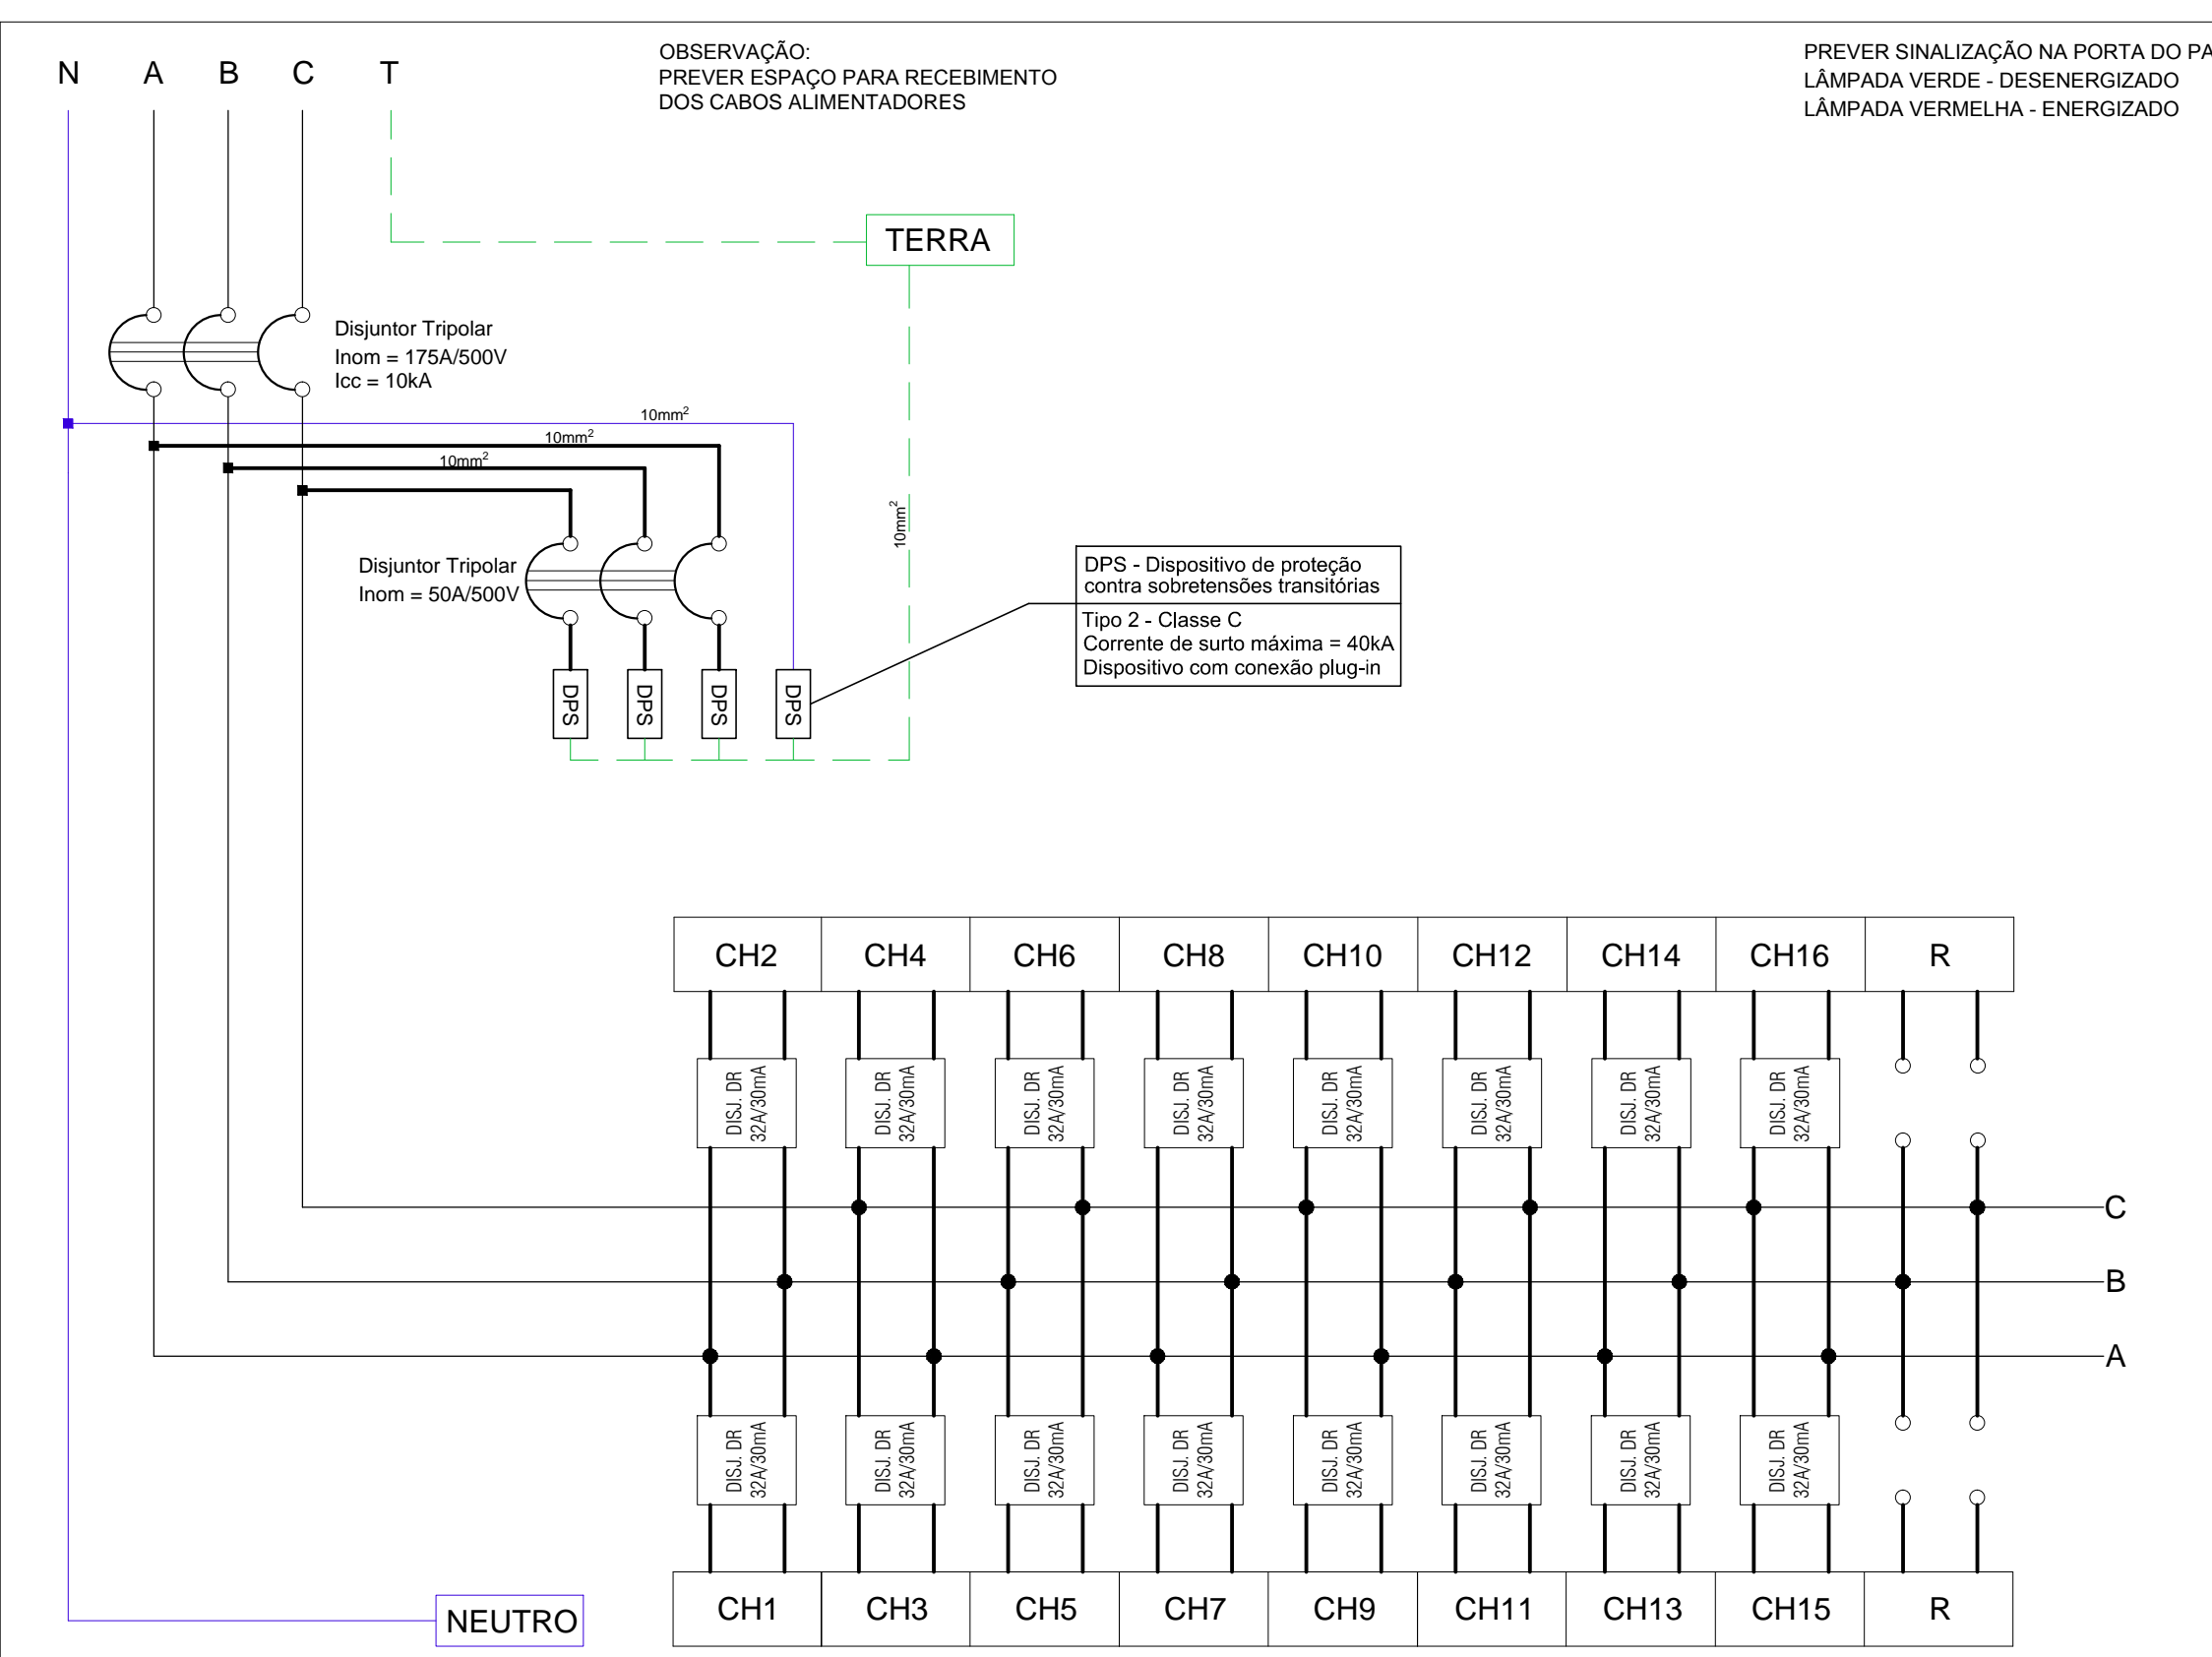 N A B C T
OBSERVAÇÃO:
PREVER ESPAÇO PARA RECEBIMENTO
DOS CABOS ALIMENTADORES
PREVER SINALIZAÇÃO NA PORTA DO PA
LÂMPADA VERDE - DESENERGIZADO
LÂMPADA VERMELHA - ENERGIZADO
TERRA
Disjuntor Tripolar
Inom = 175A/500V
Icc = 10kA
10mm²
10mm²
10mm²
10mm²
Disjuntor Tripolar
Inom = 50A/500V
DPS - Dispositivo de proteção
contra sobretensões transitórias
Tipo 2 - Classe C
Corrente de surto máxima = 40kA
Dispositivo com conexão plug-in
DPS DPS DPS DPS
CH2 CH4 CH6 CH8 CH10 CH12 CH14 CH16 R
DISJ. DR
32A/30mA
DISJ. DR
32A/30mA
DISJ. DR
32A/30mA
DISJ. DR
32A/30mA
DISJ. DR
32A/30mA
DISJ. DR
32A/30mA
DISJ. DR
32A/30mA
DISJ. DR
32A/30mA
C
B
A
DISJ. DR
32A/30mA
DISJ. DR
32A/30mA
DISJ. DR
32A/30mA
DISJ. DR
32A/30mA
DISJ. DR
32A/30mA
DISJ. DR
32A/30mA
DISJ. DR
32A/30mA
DISJ. DR
32A/30mA
NEUTRO
CH1 CH3 CH5 CH7 CH9 CH11 CH13 CH15 R